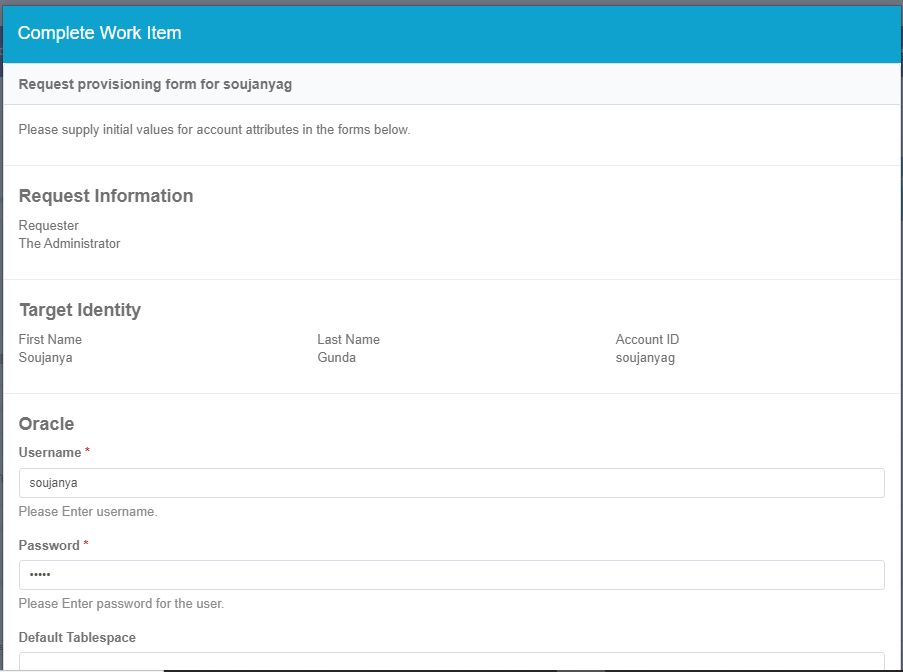 Complete Work Item
Request provisioning form for soujanyag
Please supply initial values for account attributes in the forms below.
Request Information
Requester
The Administrator
Target Identity
First Name Last Name Account ID
Soujanya Gunda soujanyag
Oracle
Username *
soujanya
Please Enter username.
Password *
•••••
Please Enter password for the user.
Default Tablespace